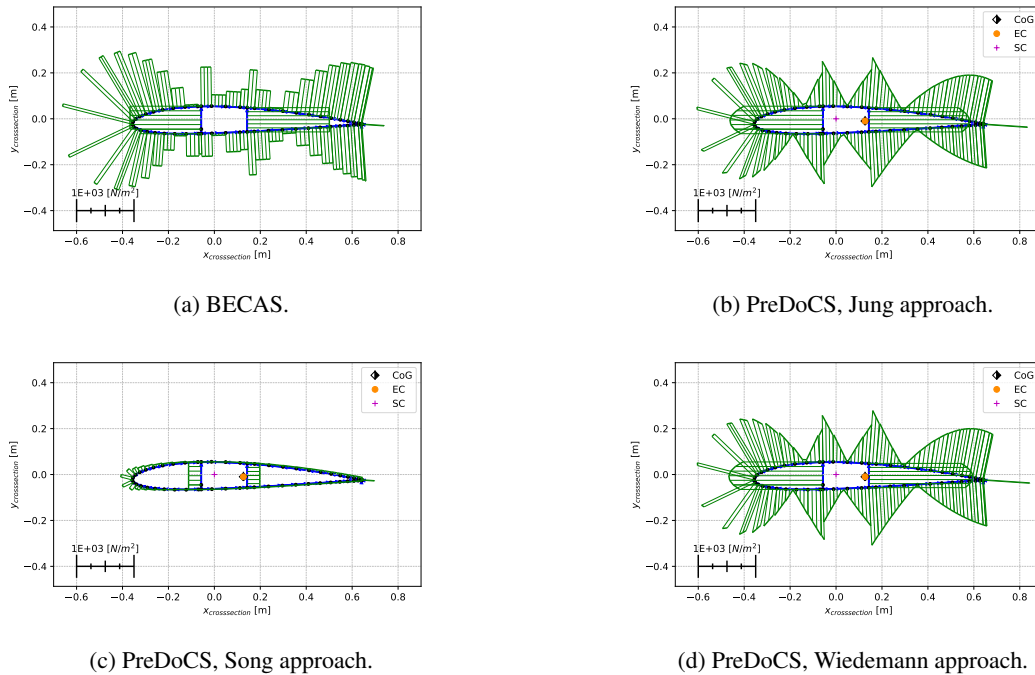 0.4
0.2
0.0
−0.2
−0.4
y_crosssection [m]
1E+03 [N/m²]
−0.6 −0.4 −0.2 0.0 0.2 0.4 0.6 0.8
x_crosssection [m]
(a) BECAS.
CoG
EC
SC
0.4
0.2
0.0
−0.2
−0.4
y_crosssection [m]
1E+03 [N/m²]
−0.6 −0.4 −0.2 0.0 0.2 0.4 0.6 0.8
x_crosssection [m]
(b) PreDoCS, Jung approach.
CoG
EC
SC
0.4
0.2
0.0
−0.2
−0.4
y_crosssection [m]
1E+03 [N/m²]
−0.6 −0.4 −0.2 0.0 0.2 0.4 0.6 0.8
x_crosssection [m]
(c) PreDoCS, Song approach.
CoG
EC
SC
0.4
0.2
0.0
−0.2
−0.4
y_crosssection [m]
1E+03 [N/m²]
−0.6 −0.4 −0.2 0.0 0.2 0.4 0.6 0.8
x_crosssection [m]
(d) PreDoCS, Wiedemann approach.